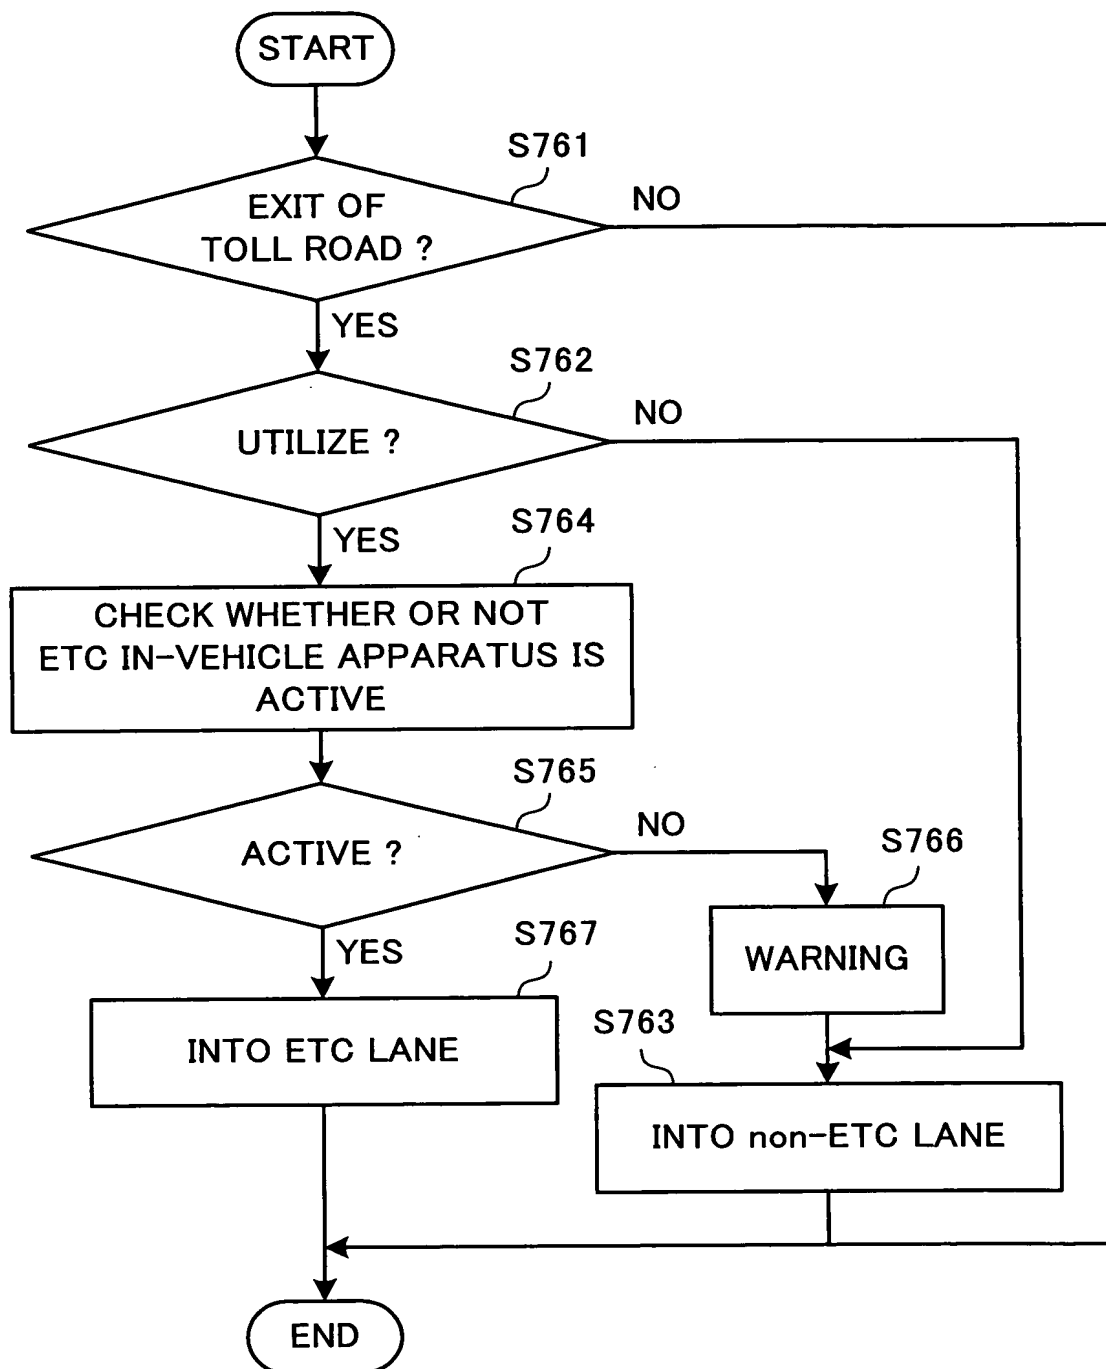 START
S761
EXIT OF
TOLL ROAD ?
NO
YES
S762
UTILIZE ?
NO
YES
S764
CHECK WHETHER OR NOT
ETC IN-VEHICLE APPARATUS IS
ACTIVE
S765
ACTIVE ?
NO
S766
WARNING
YES
S767
INTO ETC LANE
S763
INTO non-ETC LANE
END